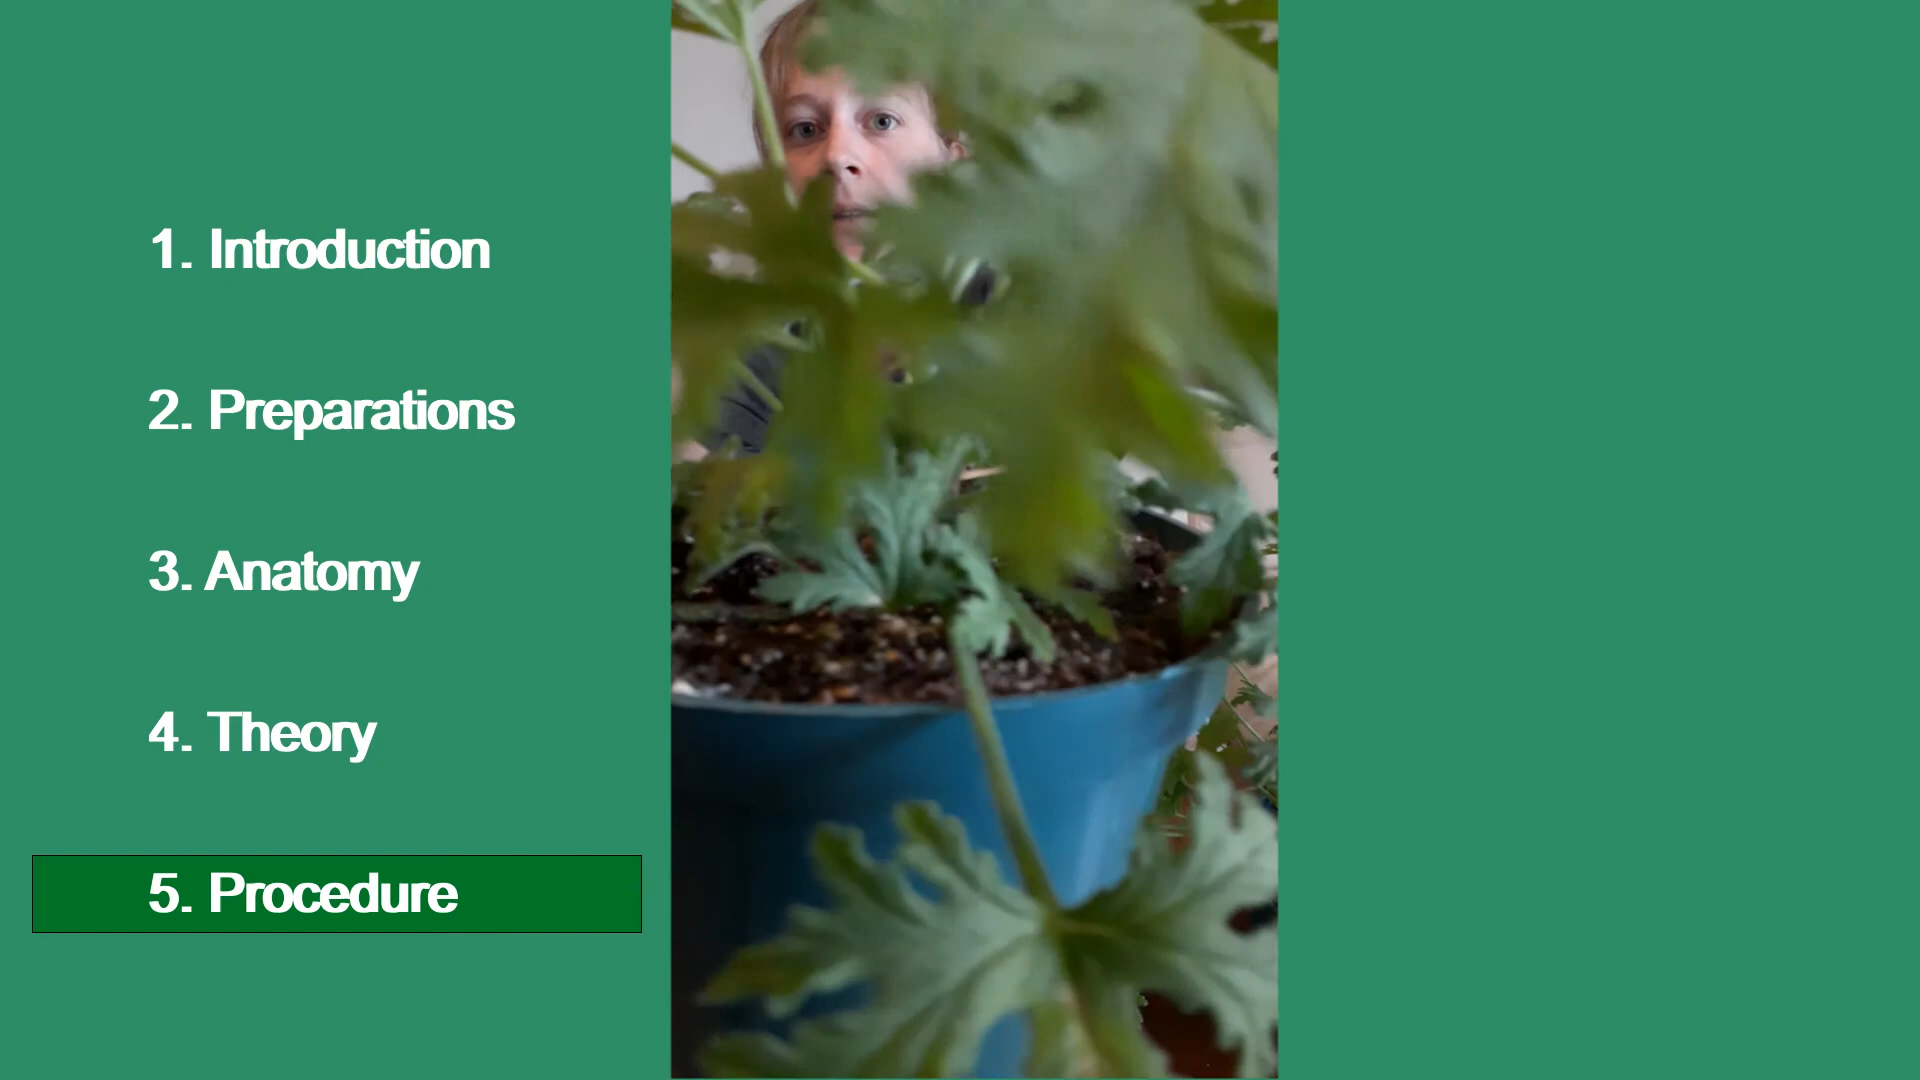 1. Introduction
2. Preparations
3. Anatomy
4. Theory
5. Procedure